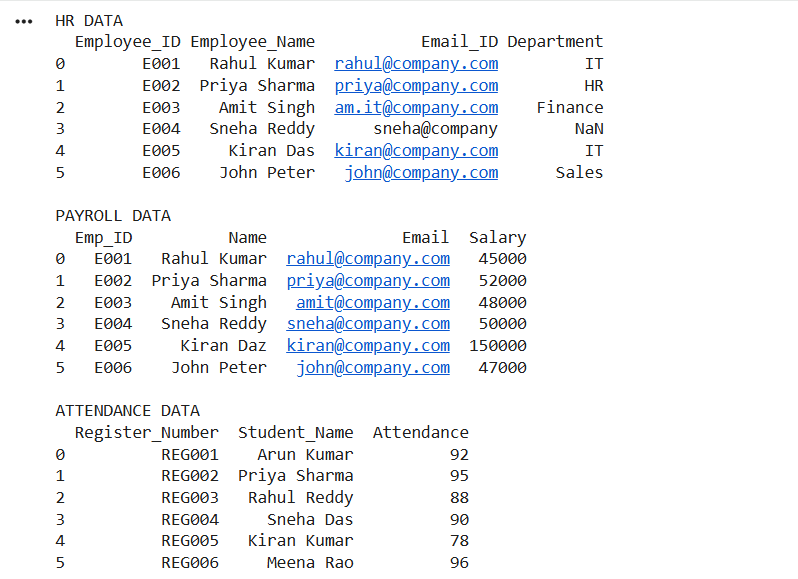 HR DATA
Employee_ID Employee_Name Email_ID Department
0 E001 Rahul Kumar rahul@company.com IT
1 E002 Priya Sharma priya@company.com HR
2 E003 Amit Singh am.it@company.com Finance
3 E004 Sneha Reddy sneha@company NaN
4 E005 Kiran Das kiran@company.com IT
5 E006 John Peter john@company.com Sales
PAYROLL DATA
Emp_ID Name Email Salary
0 E001 Rahul Kumar rahul@company.com 45000
1 E002 Priya Sharma priya@company.com 52000
2 E003 Amit Singh amit@company.com 48000
3 E004 Sneha Reddy sneha@company.com 50000
4 E005 Kiran Daz kiran@company.com 150000
5 E006 John Peter john@company.com 47000
ATTENDANCE DATA
Register_Number Student_Name Attendance
0 REG001 Arun Kumar 92
1 REG002 Priya Sharma 95
2 REG003 Rahul Reddy 88
3 REG004 Sneha Das 90
4 REG005 Kiran Kumar 78
5 REG006 Meena Rao 96